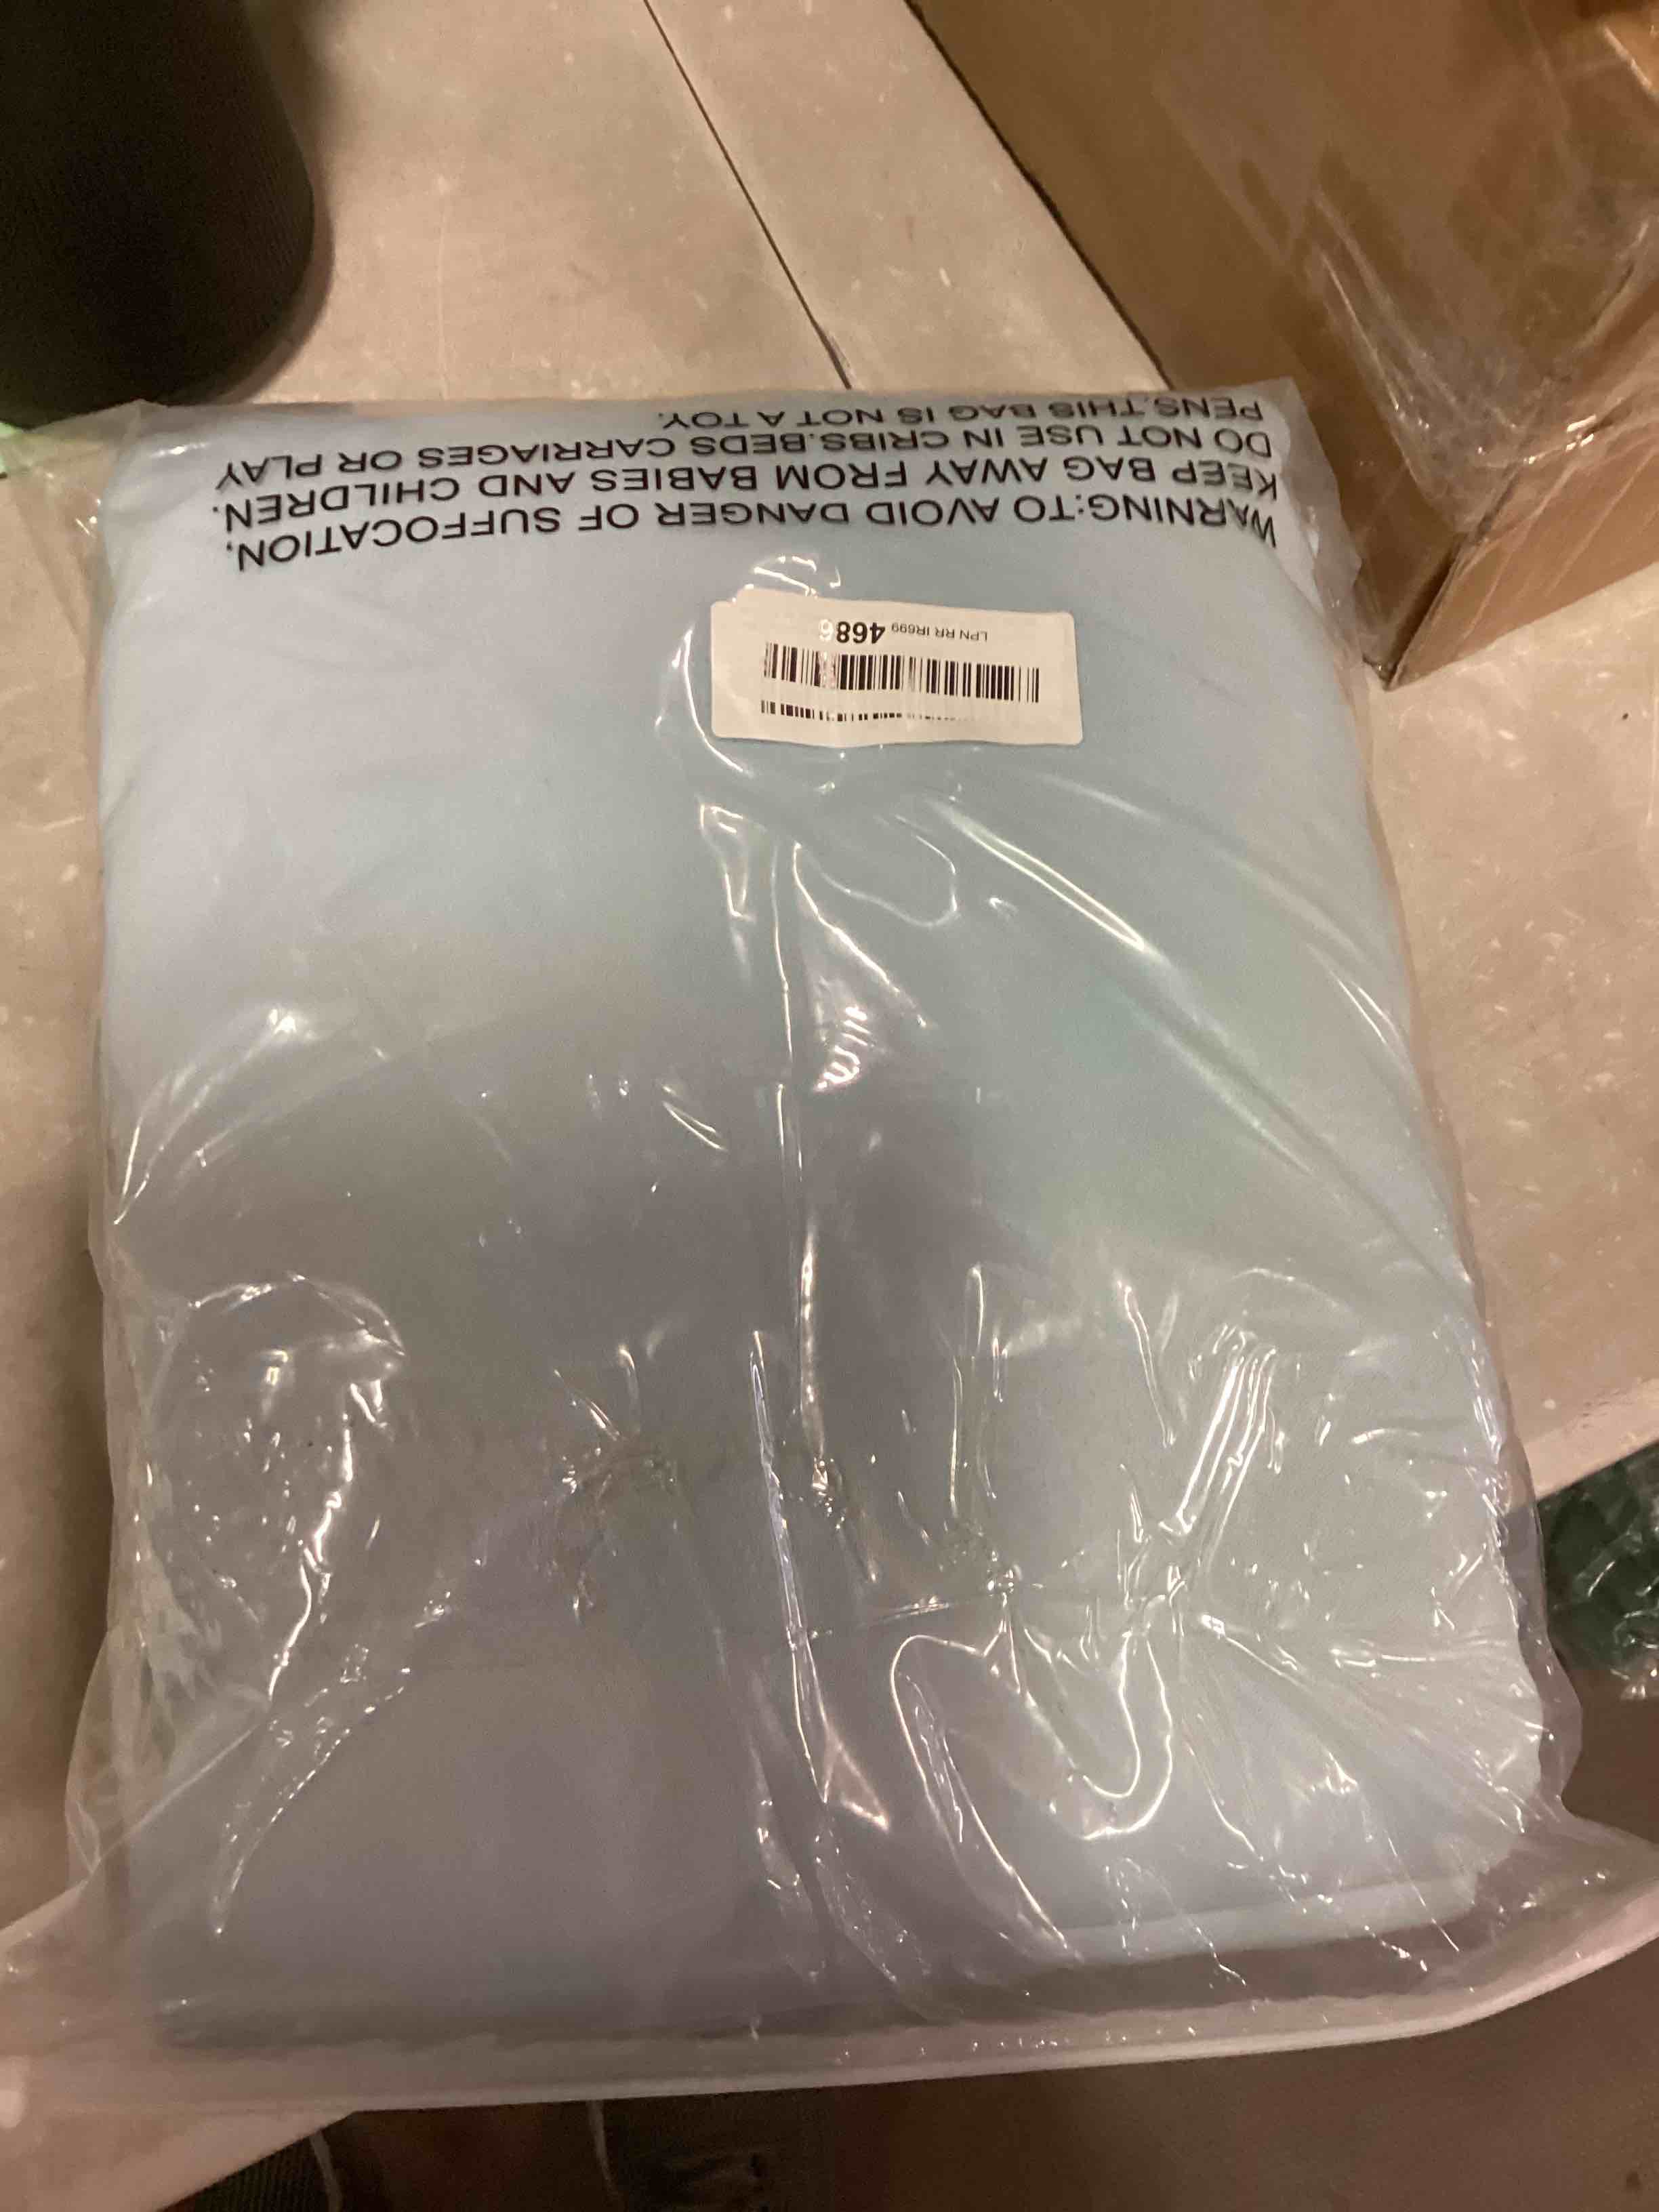 WARNING:TO AVOID DANGER OF SUFFOCATION.
KEEP BAG AWAY FROM BABIES AND CHILDREN.
DO NOT USE IN CRIBS.BEDS CARRIAGES OR PLAY
PENS.THIS BAG IS NOT A TOY.
LPN RR IR699 4686